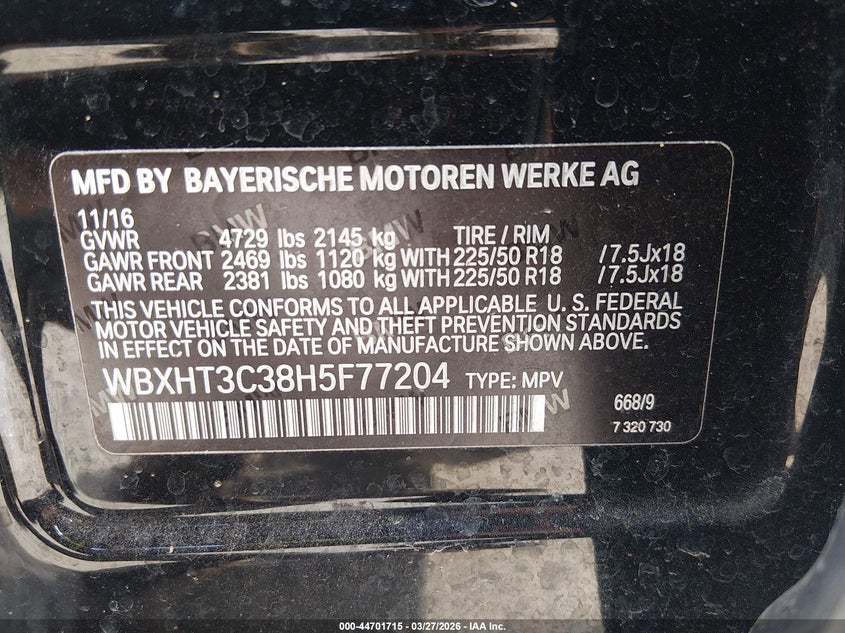 MFD BY BAYERISCHE MOTOREN WERKE AG
11/16
GVWR 4729 lbs 2145 kg TIRE / RIM
GAWR FRONT 2469 lbs 1120 kg WITH 225/50 R18 /7.5Jx18
GAWR REAR 2381 lbs 1080 kg WITH 225/50 R18 /7.5Jx18
THIS VEHICLE CONFORMS TO ALL APPLICABLE U. S. FEDERAL
MOTOR VEHICLE SAFETY AND THEFT PREVENTION STANDARDS
IN EFFECT ON THE DATE OF MANUFACTURE SHOWN ABOVE.
WBXHT3C38H5F77204 TYPE: MPV
668/9
7 320 730
000-44701715 - 03/27/2026 - IAA Inc.